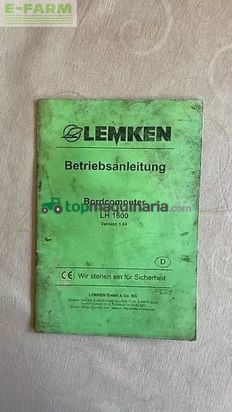 E-FARM
LEMKEN
Betriebsanleitung
Bordcomputer
topmaquinaria.com
LH 1600
Version 1.04
CE Wir stehen ein für Sicherheit
D
LEMKEN GmbH & Co. KG